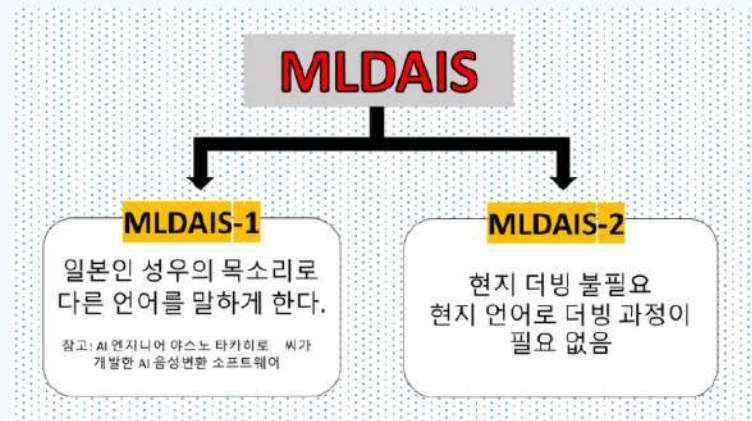 MLDAIS
MLDAIS-1
일본인 성우의 목소리로
다른 언어를 말하게 한다.
참고: AI 엔지니어 야스노 타카히로 씨가
개발한 AI 음성변환 소프트웨어
MLDAIS-2
현지 더빙 불필요
현지 언어로 더빙 과정이
필요 없음